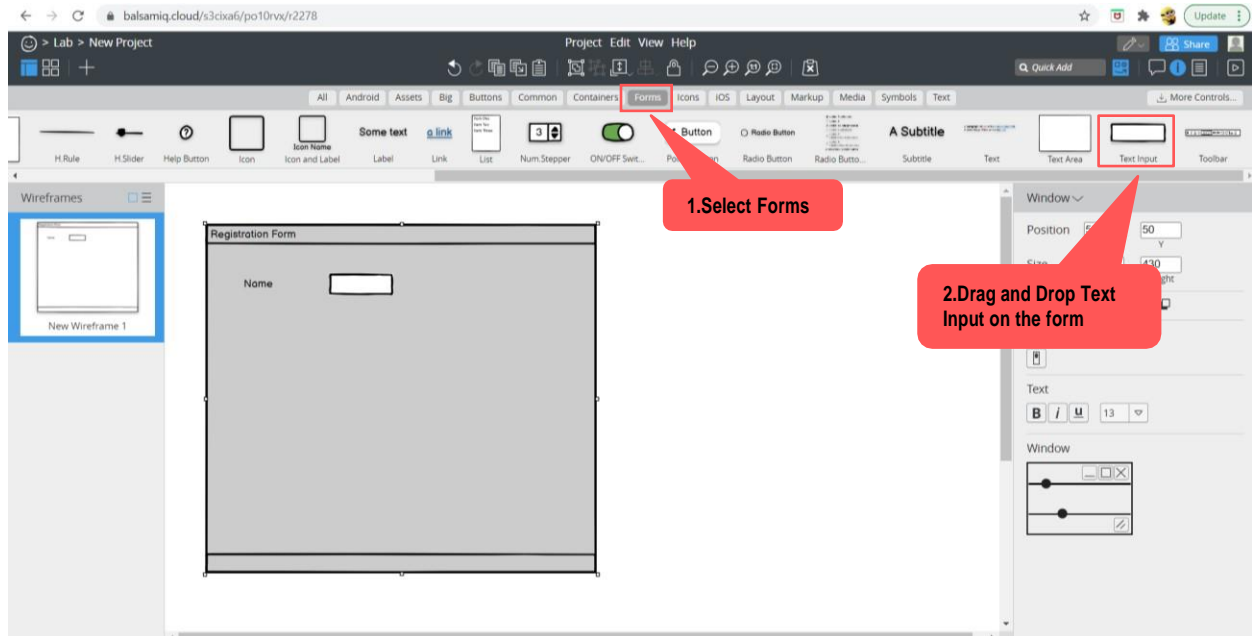 balsamiq.cloud/s3cixa6/po10rvx/r2278
Update
> Lab > New Project
Project Edit View Help
Share
Quick Add
All Android Assets Big Buttons Common Containers Forms Icons iOS Layout Markup Media Symbols Text
More Controls...
H.Rule
H.Slider
Help Button
Icon
Icon Name
Icon and Label
Some text
Label
a link
Link
List
3
Num.Stepper
ON/OFF Swit...
Button
Radio Button
Radio Button
Radio Butto...
A Subtitle
Subtitle
Text
Text Area
Text Input
Toolbar
Wireframes
New Wireframe 1
Registration Form
Name
1.Select Forms
2.Drag and Drop Text
Input on the form
Window
Position
50
Y
430
Text
B i u 13
Window